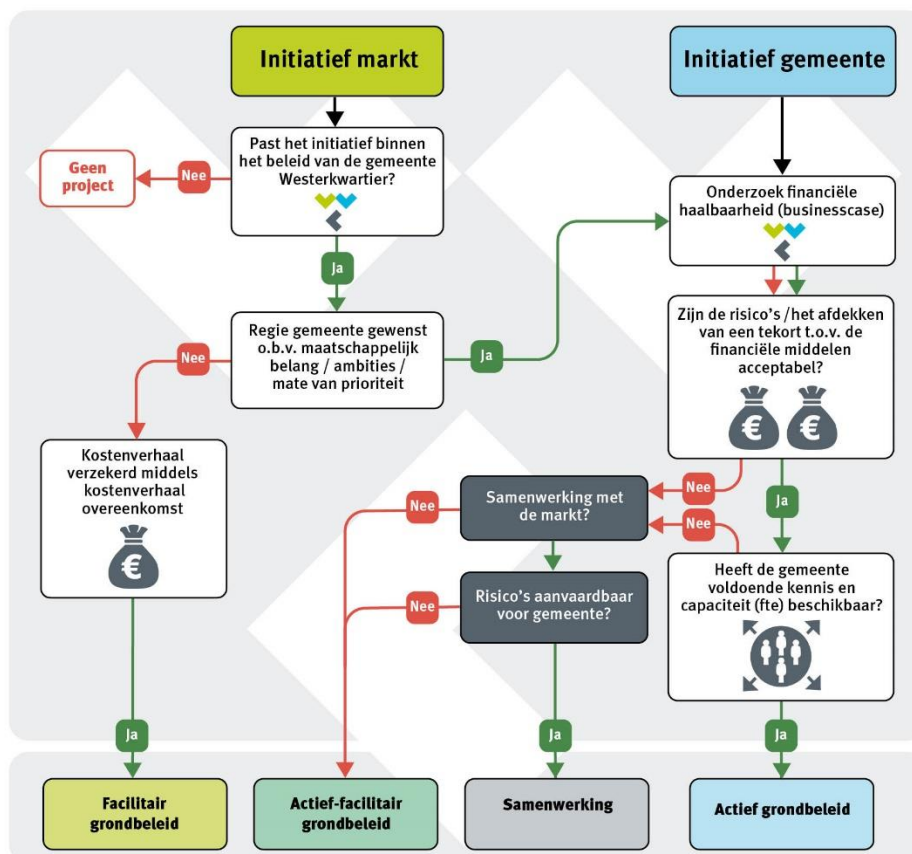 Initiatief markt
Initiatief gemeente
Past het initiatief binnen
het beleid van de gemeente
Westerkwartier?
Nee
Geen
project
Onderzoek financiële
haalbaarheid (businesscase)
Ja
Regie gemeente gewenst
o.b.v. maatschappelijk
belang / ambities /
mate van prioriteit
Nee
Ja
Zijn de risico's /het afdekken
van een tekort t.o.v. de
financiële middelen
acceptabel?
€ €
Kostenverhaal
verzekerd middels
kostenverhaal
overeenkomst
€
Samenwerking met
de markt?
Nee
Nee
Ja
Nee
Risico's aanvaardbaar
voor gemeente?
Nee
Heeft de gemeente
voldoende kennis en
capaciteit (fte) beschikbaar?
Ja
Ja
Ja
Facilitair
grondbeleid
Actief-facilitair
grondbeleid
Samenwerking
Actief grondbeleid